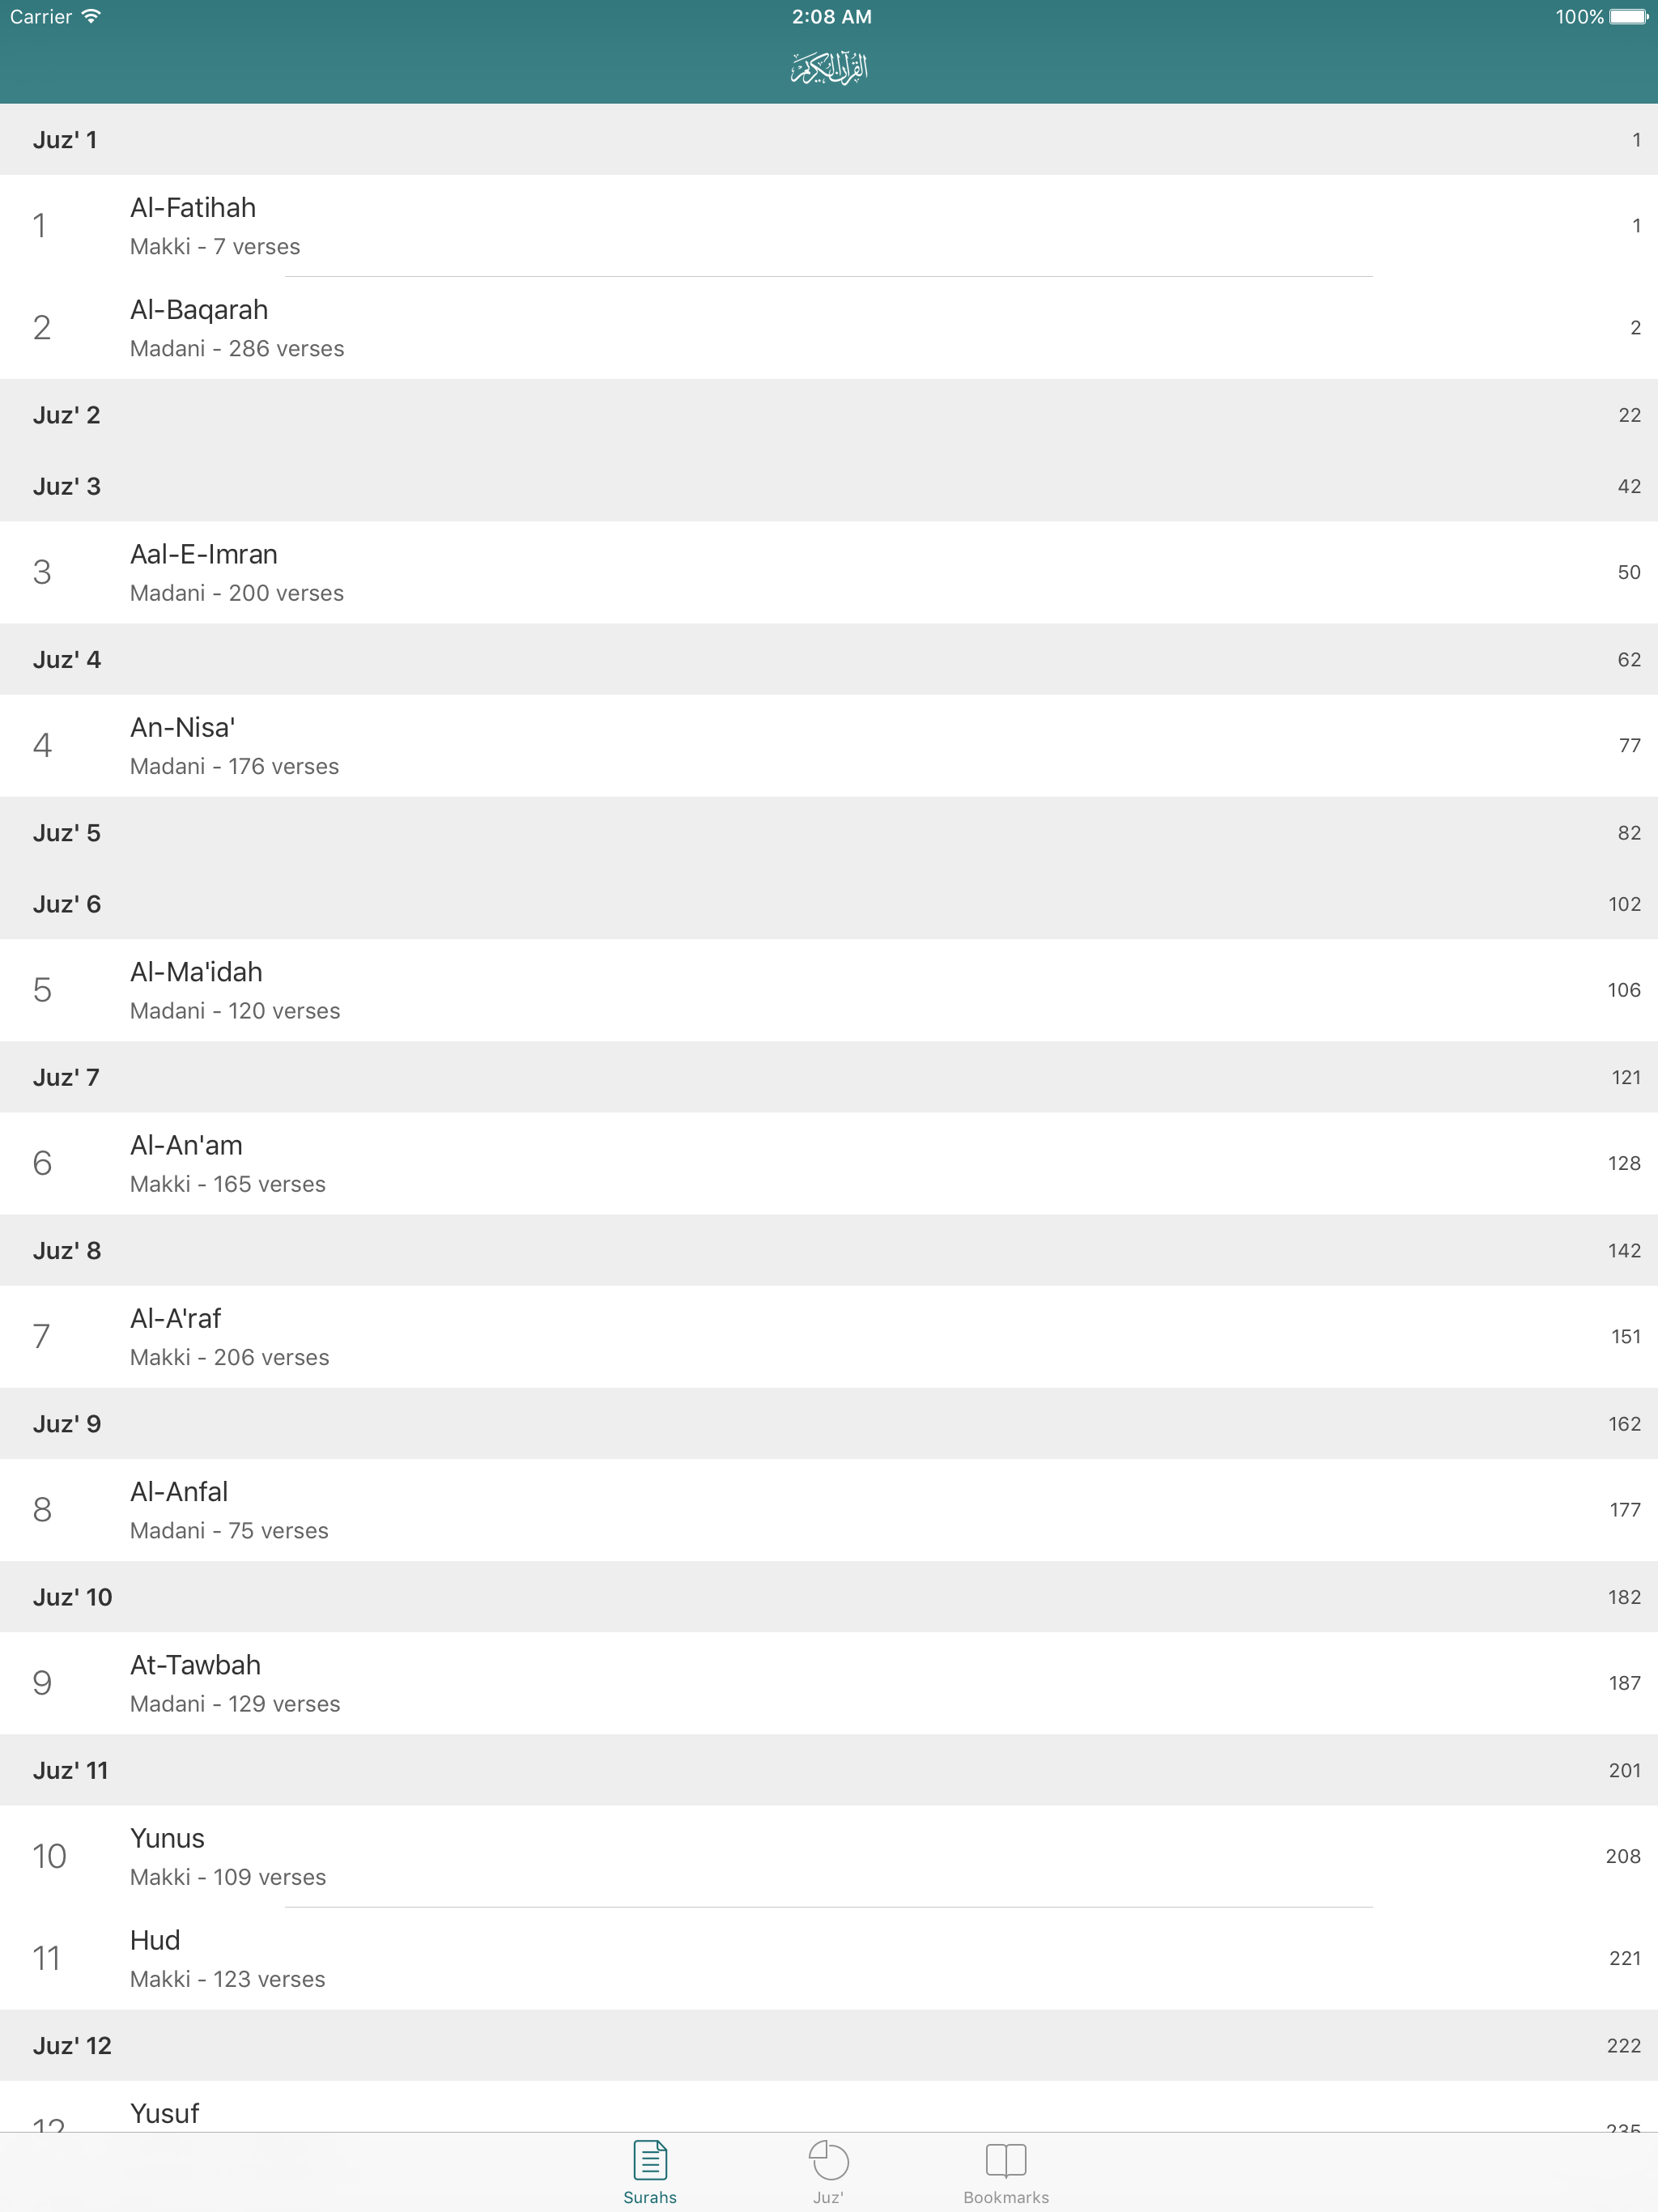 Carrier 2:08 AM 100%
القرآن الكريم
Juz' 1 1
1 Al-Fatihah 1
Makki - 7 verses
2 Al-Baqarah 2
Madani - 286 verses
Juz' 2 22
Juz' 3 42
3 Aal-E-Imran 50
Madani - 200 verses
Juz' 4 62
4 An-Nisa' 77
Madani - 176 verses
Juz' 5 82
Juz' 6 102
5 Al-Ma'idah 106
Madani - 120 verses
Juz' 7 121
6 Al-An'am 128
Makki - 165 verses
Juz' 8 142
7 Al-A'raf 151
Makki - 206 verses
Juz' 9 162
8 Al-Anfal 177
Madani - 75 verses
Juz' 10 182
9 At-Tawbah 187
Madani - 129 verses
Juz' 11 201
10 Yunus 208
Makki - 109 verses
11 Hud 221
Makki - 123 verses
Juz' 12 222
12 Yusuf 235
Surahs Juz' Bookmarks